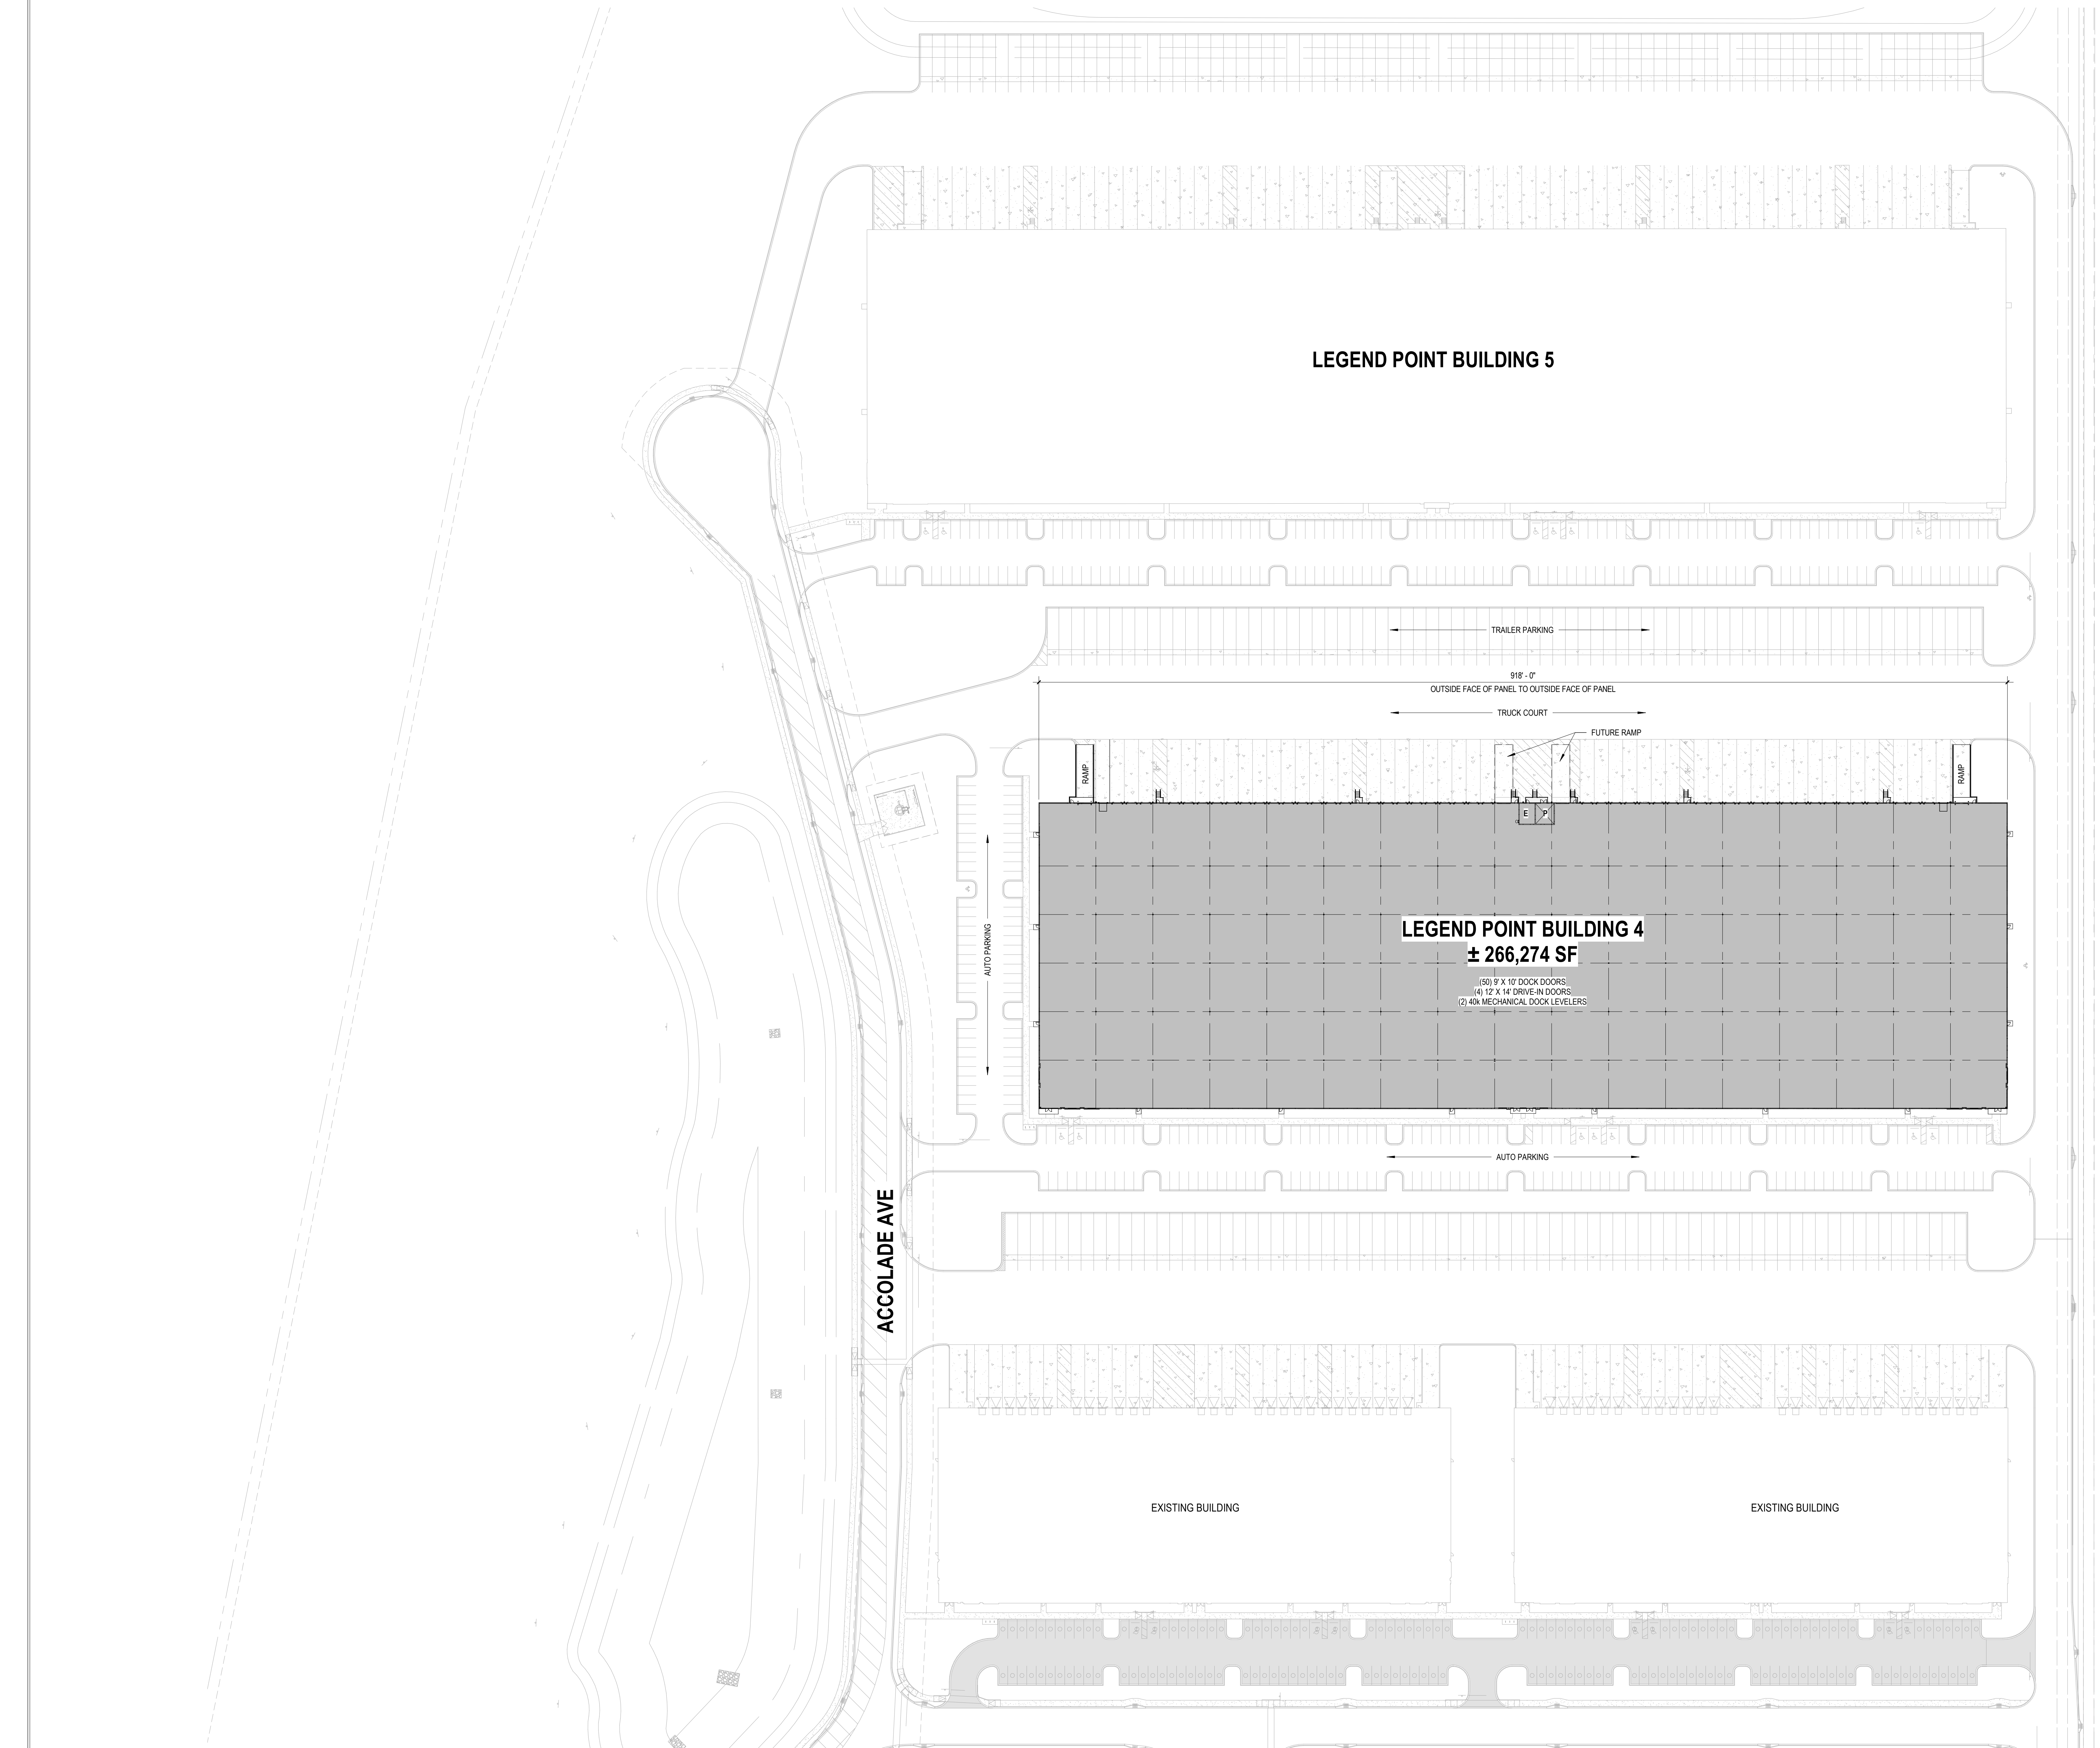 LEGEND POINT BUILDING 5
TRAILER PARKING
918' - 0"
OUTSIDE FACE OF PANEL TO OUTSIDE FACE OF PANEL
TRUCK COURT
FUTURE RAMP
RAMP
RAMP
E P
AUTO PARKING
LEGEND POINT BUILDING 4
± 266,274 SF
(50) 9' X 10' DOCK DOORS
(4) 12' X 14' DRIVE-IN DOORS
(2) 40k MECHANICAL DOCK LEVELERS
AUTO PARKING
ACCOLADE AVE
EXISTING BUILDING
EXISTING BUILDING